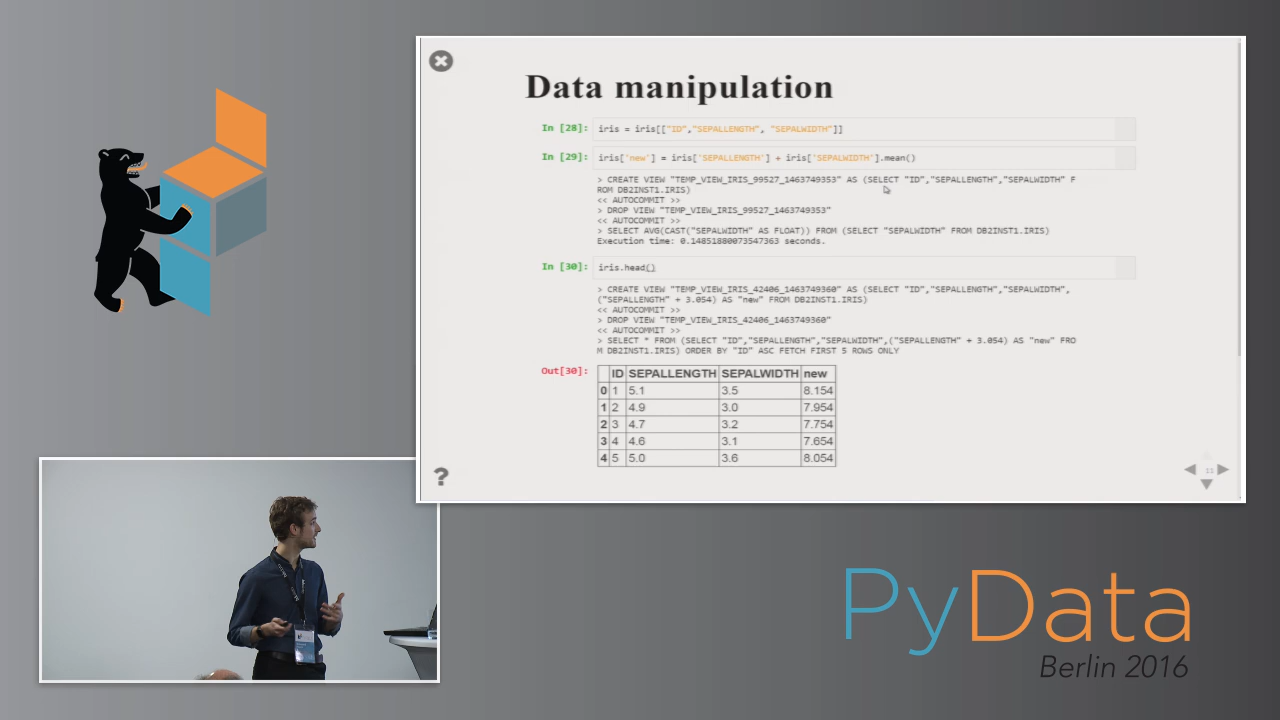 Data manipulation
In [28]: iris = iris[["ID","SEPALLENGTH", "SEPALWIDTH"]]
In [29]: iris['new'] = iris['SEPALLENGTH'] + iris['SEPALWIDTH'].mean()
> CREATE VIEW "TEMP_VIEW_IRIS_99527_1463749353" AS (SELECT "ID","SEPALLENGTH","SEPALWIDTH" F
ROM DB2INST1.IRIS)
<< AUTOCOMMIT >>
> DROP VIEW "TEMP_VIEW_IRIS_99527_1463749353"
<< AUTOCOMMIT >>
> SELECT AVG(CAST("SEPALWIDTH" AS FLOAT)) FROM (SELECT "SEPALWIDTH" FROM DB2INST1.IRIS)
Execution time: 0.14851880073547363 seconds.
In [30]: iris.head()
> CREATE VIEW "TEMP_VIEW_IRIS_42406_1463749360" AS (SELECT "ID","SEPALLENGTH","SEPALWIDTH",
("SEPALLENGTH" + 3.054) AS "new" FROM DB2INST1.IRIS)
<< AUTOCOMMIT >>
> DROP VIEW "TEMP_VIEW_IRIS_42406_1463749360"
<< AUTOCOMMIT >>
> SELECT * FROM (SELECT "ID","SEPALLENGTH","SEPALWIDTH",("SEPALLENGTH" + 3.054) AS "new" FRO
M DB2INST1.IRIS) ORDER BY "ID" ASC FETCH FIRST 5 ROWS ONLY
Out[30]: ID SEPALLENGTH SEPALWIDTH new
0 1 5.1 3.5 8.154
1 2 4.9 3.0 7.954
2 3 4.7 3.2 7.754
3 4 4.6 3.1 7.654
4 5 5.0 3.6 8.054
?
PyData
Berlin 2016